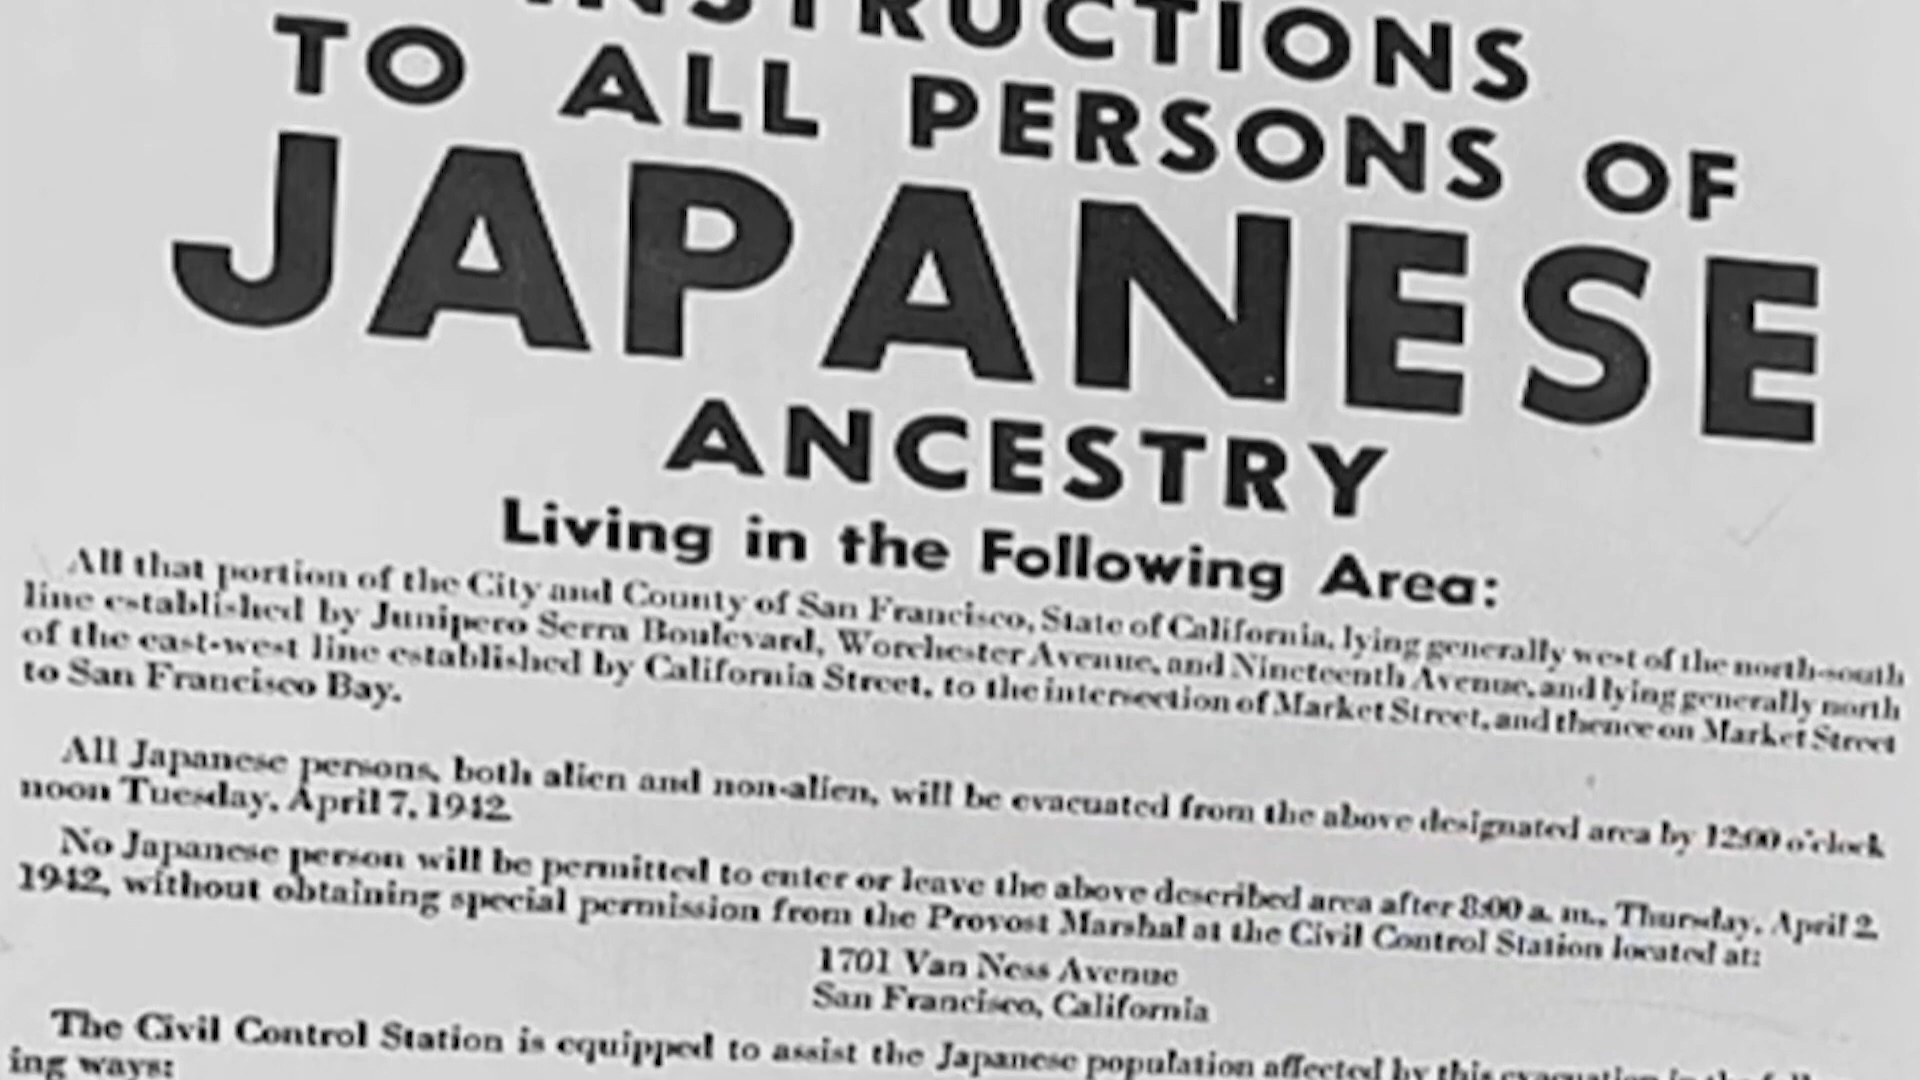 INSTRUCTIONS
TO ALL PERSONS OF
JAPANESE
ANCESTRY
Living in the Following Area:
All that portion of the City and County of San Francisco, State of California, lying generally west of the north-south
line established by Junipero Serra Boulevard, Worchester Avenue, and Nineteenth Avenue, and lying generally north
of the east-west line established by California Street, to the intersection of Market Street, and thence on Market Street
to San Francisco Bay.
All Japanese persons, both alien and non-alien, will be evacuated from the above designated area by 12:00 o'clock
noon Tuesday, April 7, 1942.
No Japanese person will be permitted to enter or leave the above described area after 8:00 a. m., Thursday, April 2,
1942, without obtaining special permission from the Provost Marshal at the Civil Control Station located at:
1701 Van Ness Avenue
San Francisco, California
The Civil Control Station is equipped to assist the Japanese population affected by this evacuation in the
ing ways: